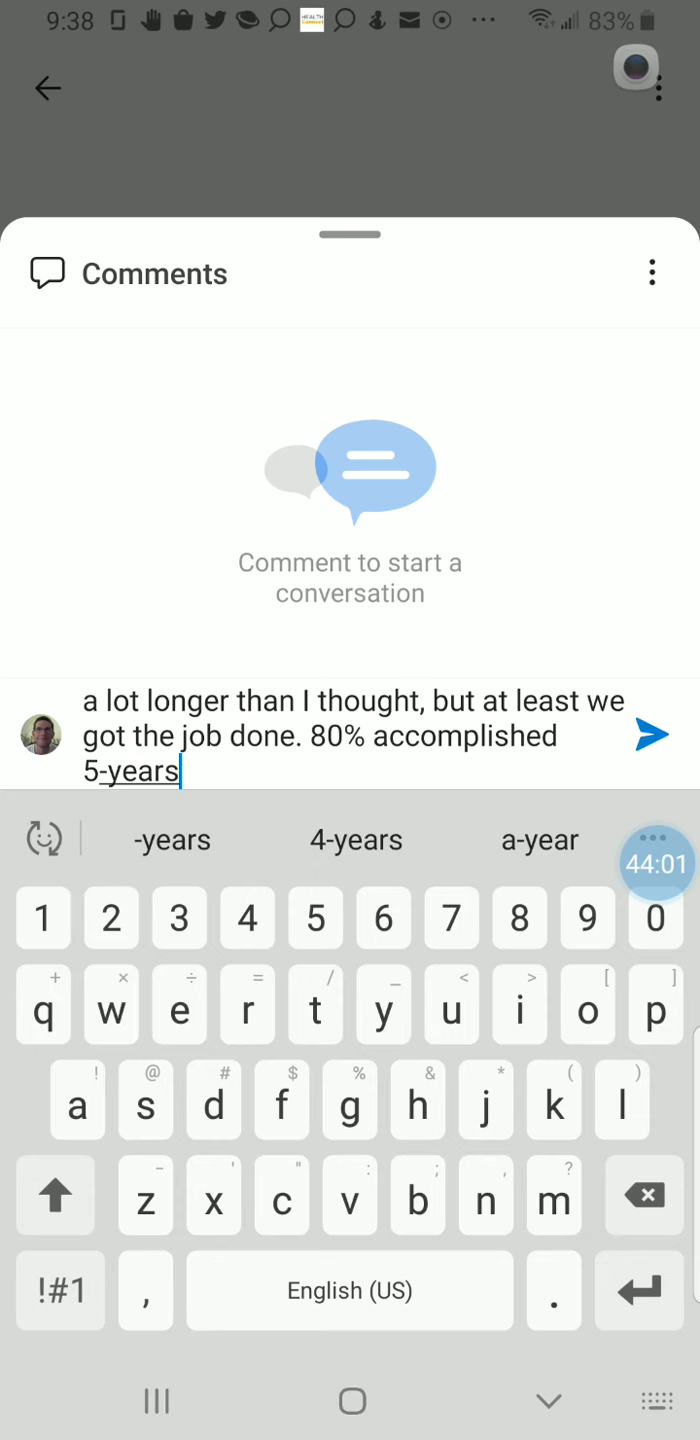 9:38
83%
Comments
Comment to start a
conversation
a lot longer than I thought, but at least we
got the job done. 80% accomplished
5-years
-years 4-years a-year
44:01
1 2 3 4 5 6 7 8 9 0
+ × ÷ = / _ < > [ ]
q w e r t y u i o p
! @ # $ % & * ( )
a s d f g h j k l
- ' " : ; , ?
z x c v b n m
!#1 , English (US) .